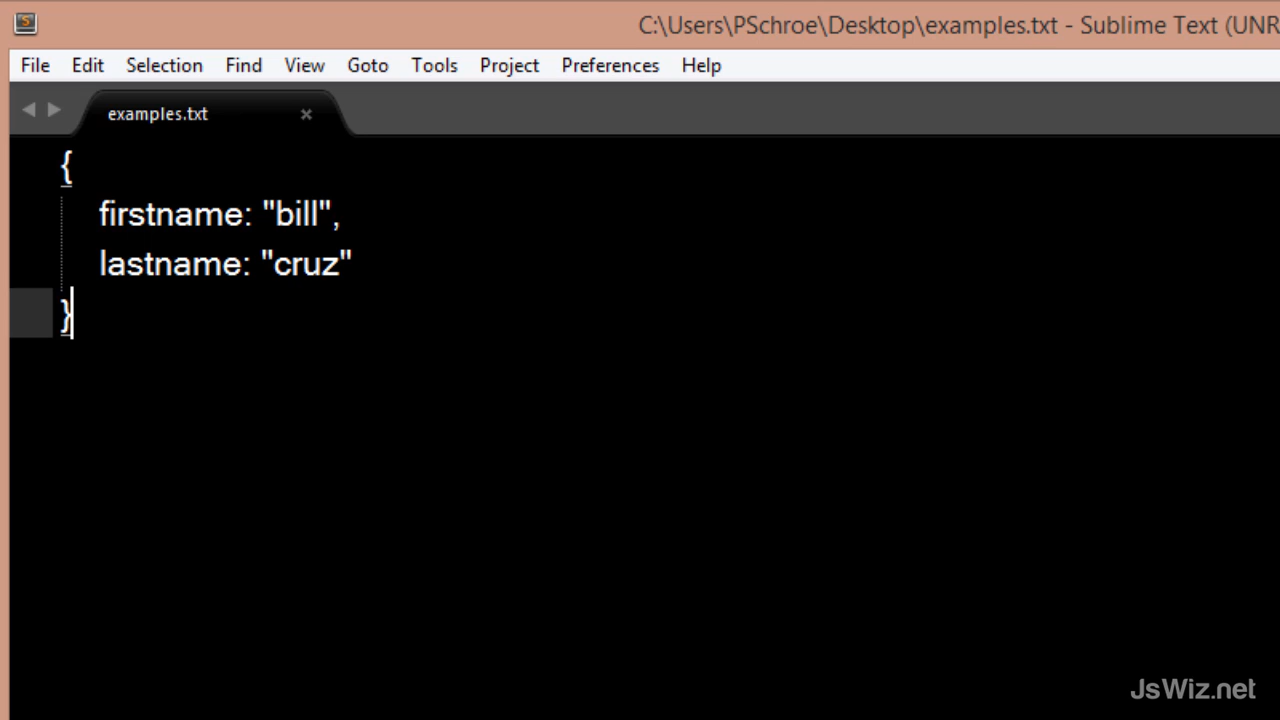 C:\Users\PSchroe\Desktop\examples.txt - Sublime Text (UNR
File Edit Selection Find View Goto Tools Project Preferences Help
examples.txt
{
firstname: "bill",
lastname: "cruz"
}
JsWiz.net